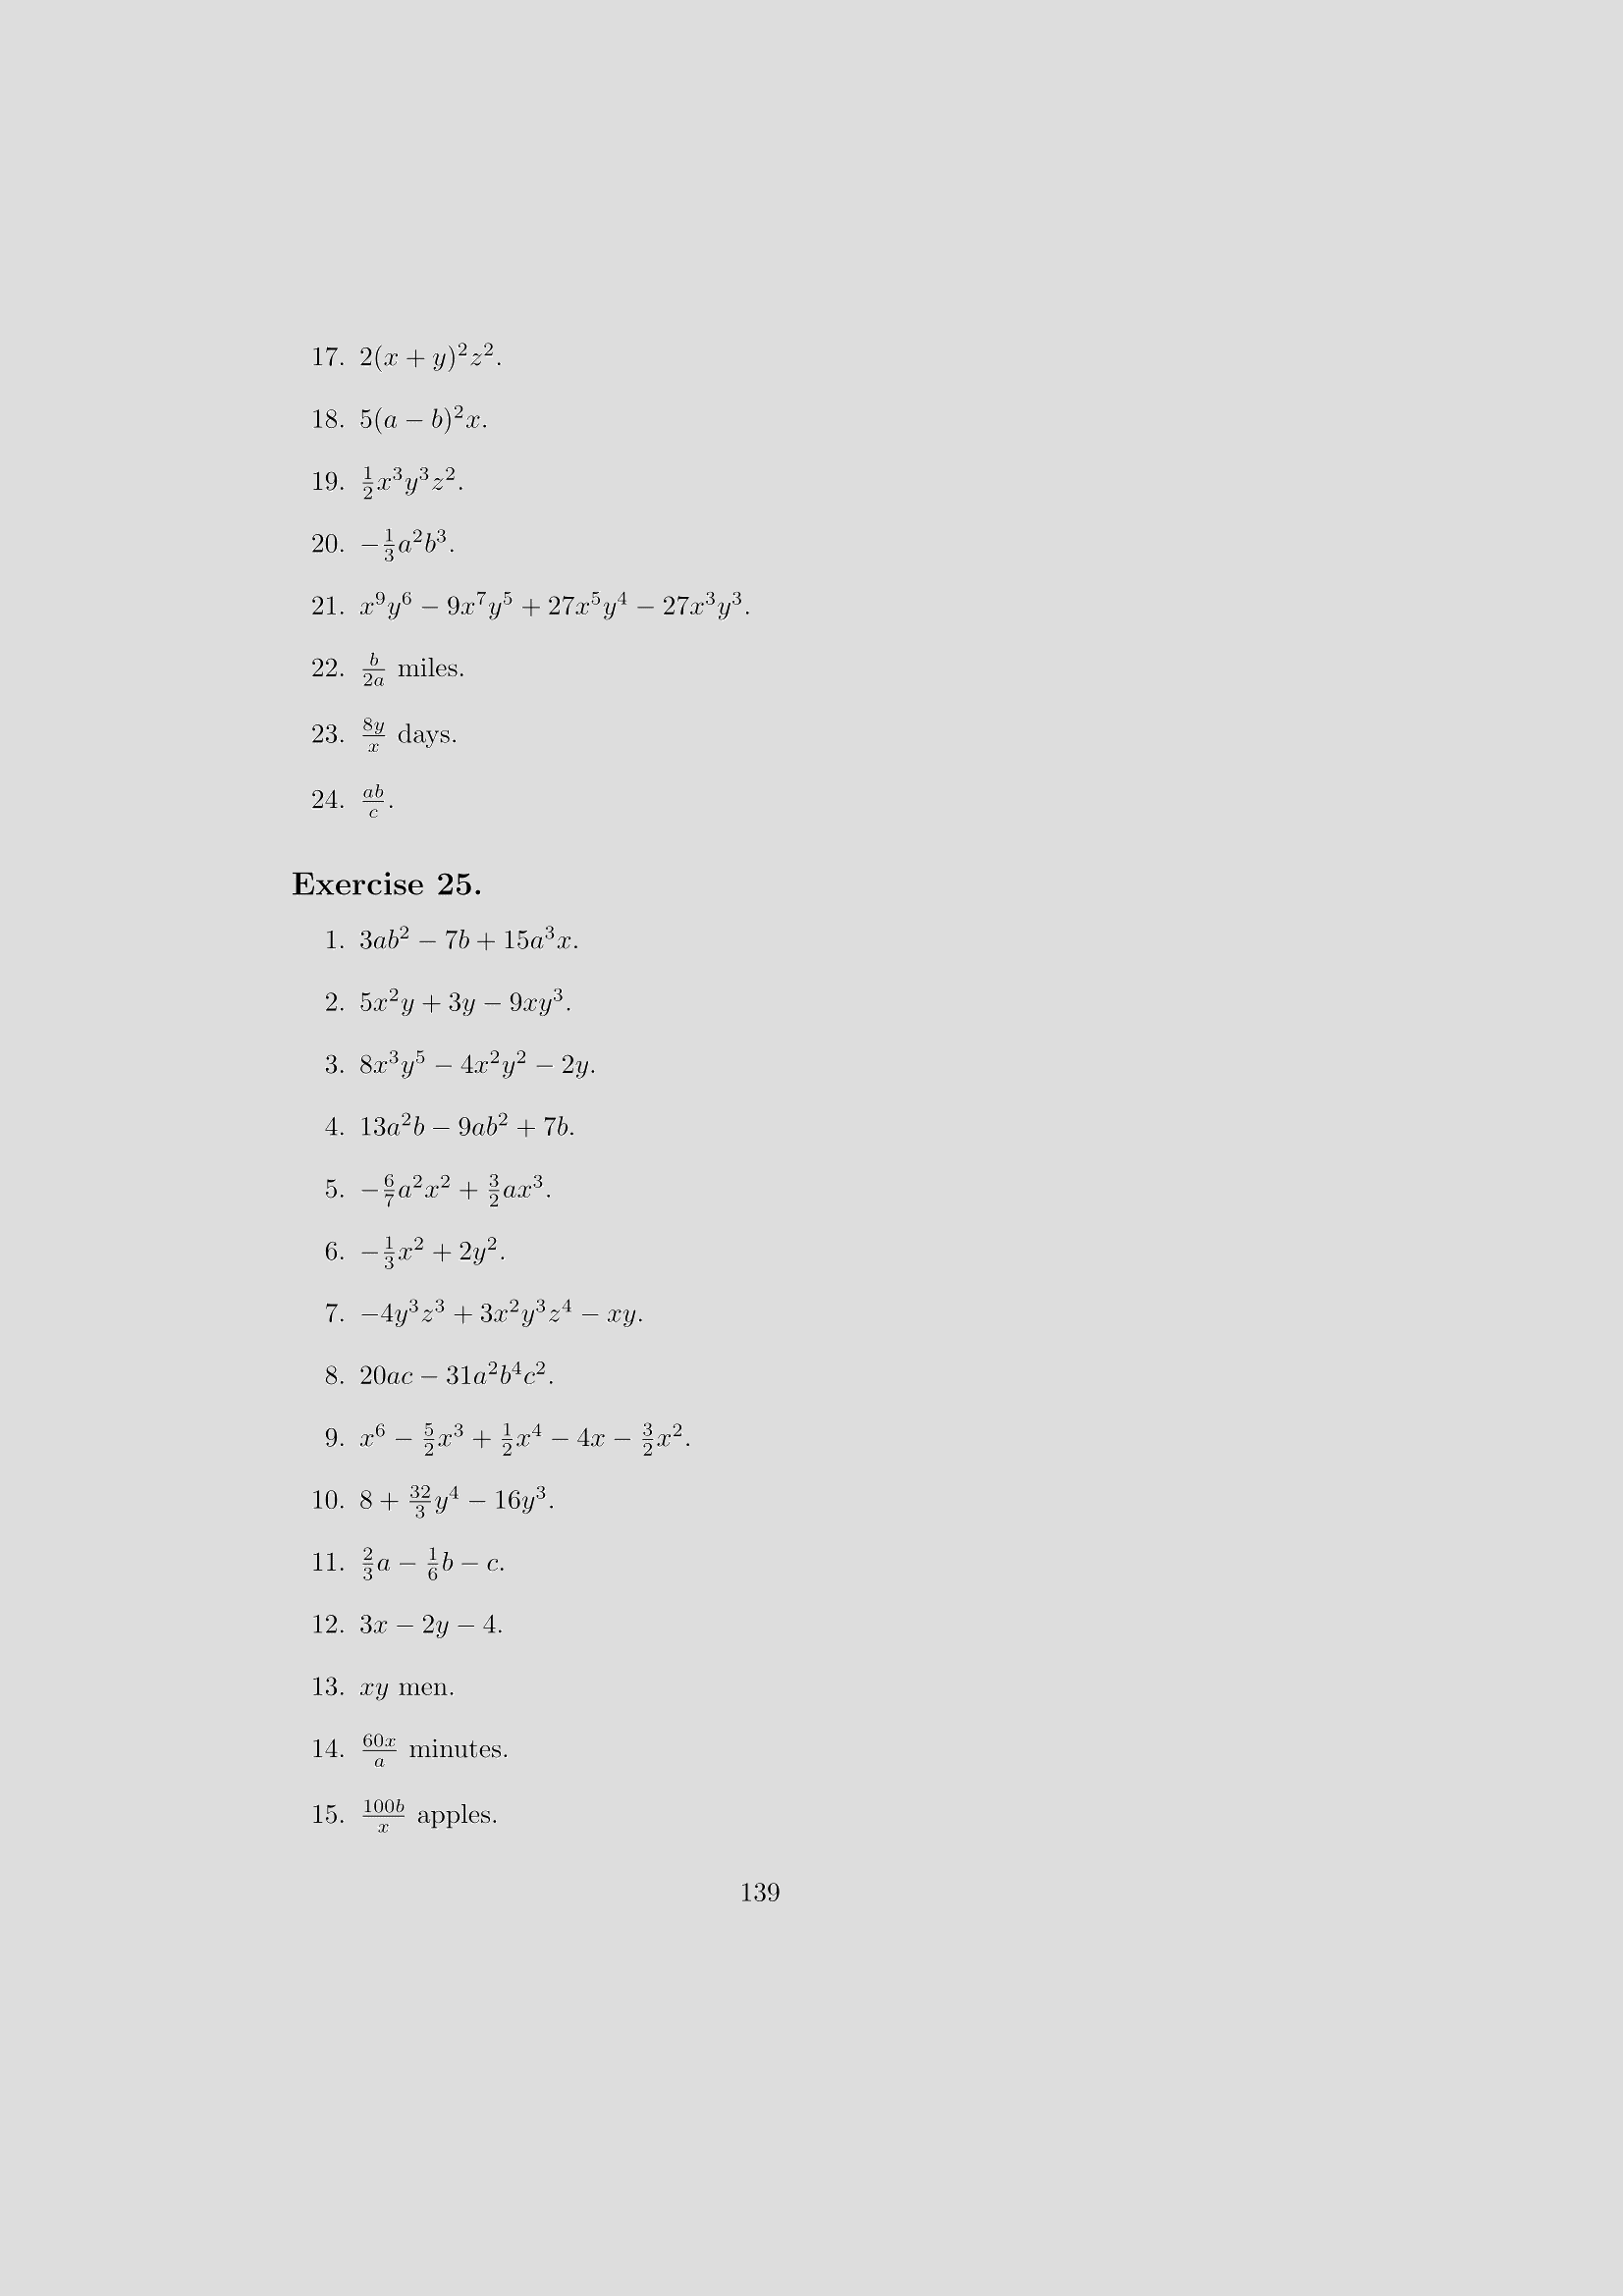 17. $2(x + y)^2z^2$.
18. $5(a - b)^2x$.
19. $\frac{1}{2}x^3y^3z^2$.
20. $-\frac{1}{3}a^2b^3$.
21. $x^9y^6 - 9x^7y^5 + 27x^5y^4 - 27x^3y^3$.
22. $\frac{b}{2a}$ miles.
23. $\frac{8y}{x}$ days.
24. $\frac{ab}{c}$.
Exercise 25.
1. $3ab^2 - 7b + 15a^3x$.
2. $5x^2y + 3y - 9xy^3$.
3. $8x^3y^5 - 4x^2y^2 - 2y$.
4. $13a^2b - 9ab^2 + 7b$.
5. $-\frac{6}{7}a^2x^2 + \frac{3}{2}ax^3$.
6. $-\frac{1}{3}x^2 + 2y^2$.
7. $-4y^3z^3 + 3x^2y^3z^4 - xy$.
8. $20ac - 31a^2b^4c^2$.
9. $x^6 - \frac{5}{2}x^3 + \frac{1}{2}x^4 - 4x - \frac{3}{2}x^2$.
10. $8 + \frac{32}{3}y^4 - 16y^3$.
11. $\frac{2}{3}a - \frac{1}{6}b - c$.
12. $3x - 2y - 4$.
13. $xy$ men.
14. $\frac{60x}{a}$ minutes.
15. $\frac{100b}{x}$ apples.
139